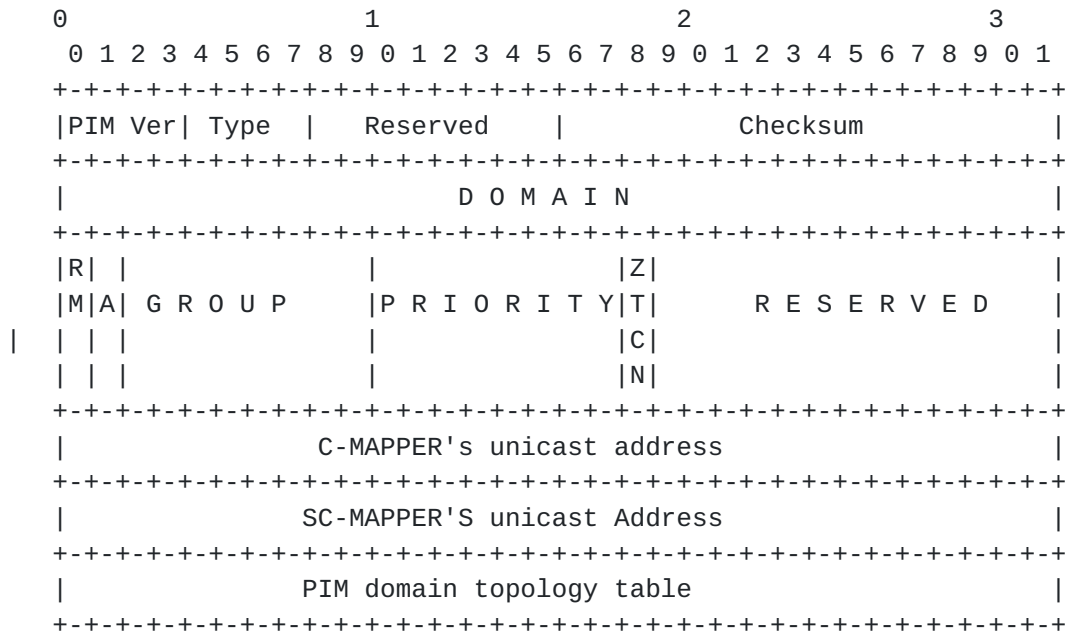 0                   1                   2                   3
    0 1 2 3 4 5 6 7 8 9 0 1 2 3 4 5 6 7 8 9 0 1 2 3 4 5 6 7 8 9 0 1
   +-+-+-+-+-+-+-+-+-+-+-+-+-+-+-+-+-+-+-+-+-+-+-+-+-+-+-+-+-+-+-+-+
   |PIM Ver| Type  |   Reserved    |           Checksum            |
   +-+-+-+-+-+-+-+-+-+-+-+-+-+-+-+-+-+-+-+-+-+-+-+-+-+-+-+-+-+-+-+-+
   |                         D O M A I N                           |
   +-+-+-+-+-+-+-+-+-+-+-+-+-+-+-+-+-+-+-+-+-+-+-+-+-+-+-+-+-+-+-+-+
   |R| |               |               |Z|                         |
   |M|A| G R O U P     |P R I O R I T Y|T|      R E S E R V E D    |
|  | | |               |               |C|                         |
   | | |               |               |N|                         |
   +-+-+-+-+-+-+-+-+-+-+-+-+-+-+-+-+-+-+-+-+-+-+-+-+-+-+-+-+-+-+-+-+
   |                C-MAPPER's unicast address                     |
   +-+-+-+-+-+-+-+-+-+-+-+-+-+-+-+-+-+-+-+-+-+-+-+-+-+-+-+-+-+-+-+-+
   |               SC-MAPPER'S unicast Address                     |
   +-+-+-+-+-+-+-+-+-+-+-+-+-+-+-+-+-+-+-+-+-+-+-+-+-+-+-+-+-+-+-+-+
   |               PIM domain topology table                       |
   +-+-+-+-+-+-+-+-+-+-+-+-+-+-+-+-+-+-+-+-+-+-+-+-+-+-+-+-+-+-+-+-+